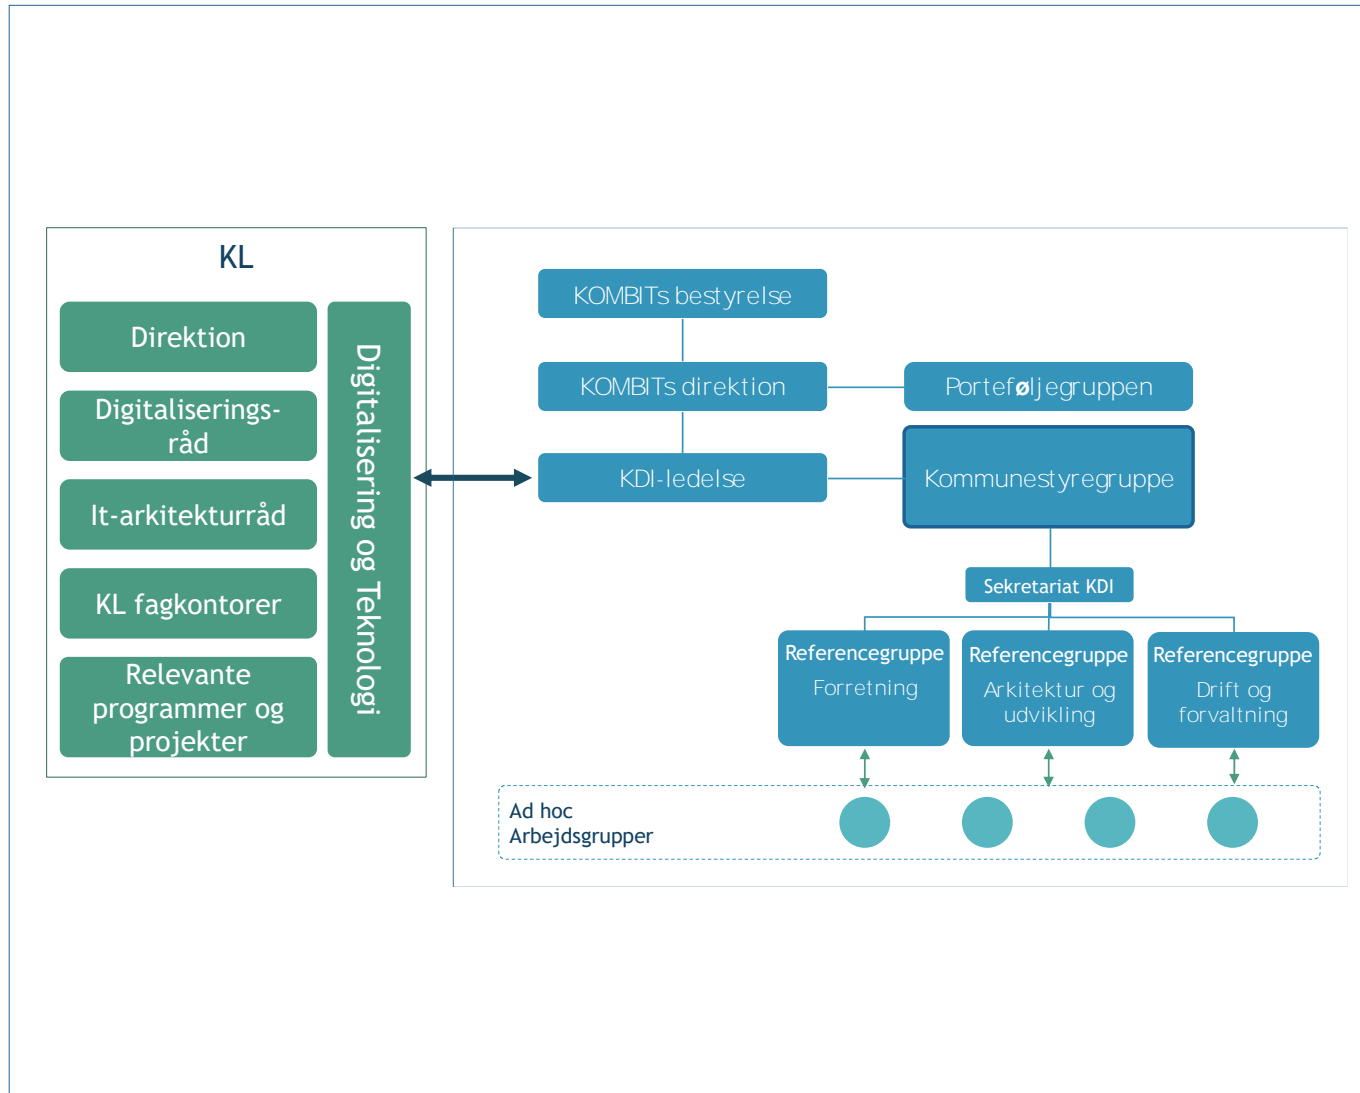 KL
Direktion
Digitaliserings-
råd
It-arkitekturråd
KL fagkontorer
Relevante
programmer og
projekter
Digitalisering og Teknologi
KOMBITs bestyrelse
KOMBITs direktion
Porteføljegruppen
KDI-ledelse
Kommunestyregruppe
Sekretariat KDI
Referencegruppe
Forretning
Referencegruppe
Arkitektur og
udvikling
Referencegruppe
Drift og
forvaltning
Ad hoc
Arbejdsgrupper